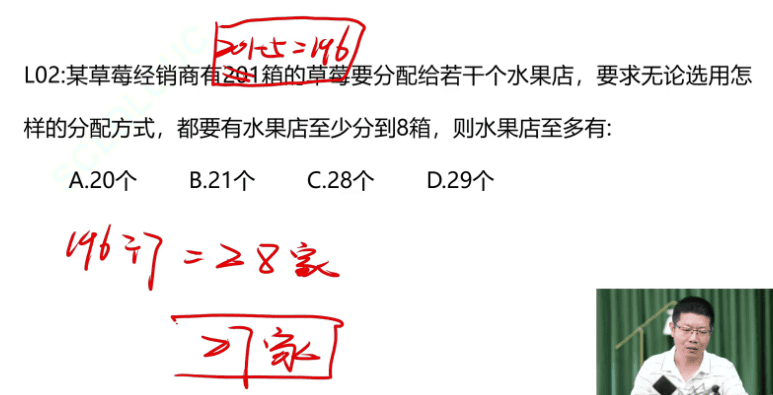 201-5=196
L02:某草莓经销商有201箱的草莓要分配给若干个水果店，要求无论选用怎
样的分配方式，都要有水果店至少分到8箱，则水果店至多有:
A.20个 B.21个 C.28个 D.29个
196÷7=28家
27家